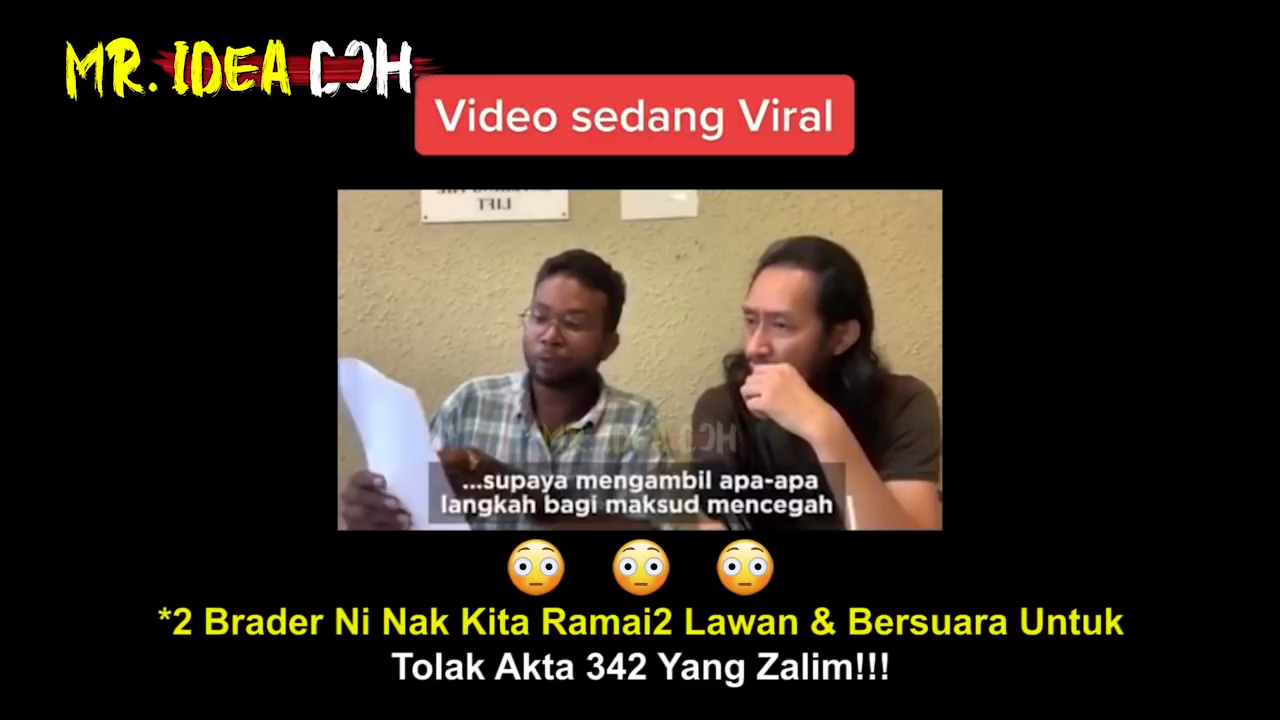 MR. IDEA
Video sedang Viral
LIFT
...supaya mengambil apa-apa
langkah bagi maksud mencegah
*2 Brader Ni Nak Kita Ramai2 Lawan & Bersuara Untuk
Tolak Akta 342 Yang Zalim!!!